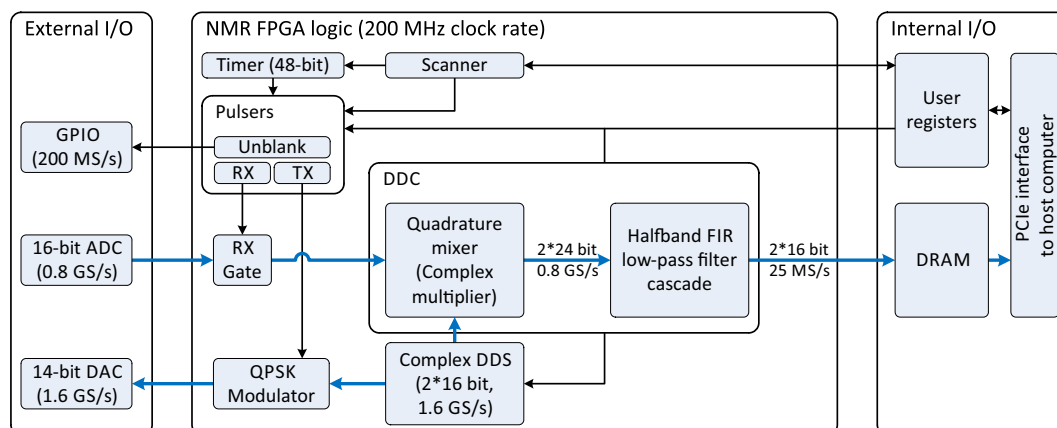 External I/O
NMR FPGA logic (200 MHz clock rate)
Internal I/O
Timer (48-bit)
Scanner
Pulsers
Unblank
RX
TX
GPIO
(200 MS/s)
User
registers
PCIe interface
to host computer
DDC
16-bit ADC
(0.8 GS/s)
RX
Gate
Quadrature
mixer
(Complex
multiplier)
2*24 bit
0.8 GS/s
Halfband FIR
low-pass filter
cascade
2*16 bit
25 MS/s
DRAM
14-bit DAC
(1.6 GS/s)
QPSK
Modulator
Complex DDS
(2*16 bit,
1.6 GS/s)